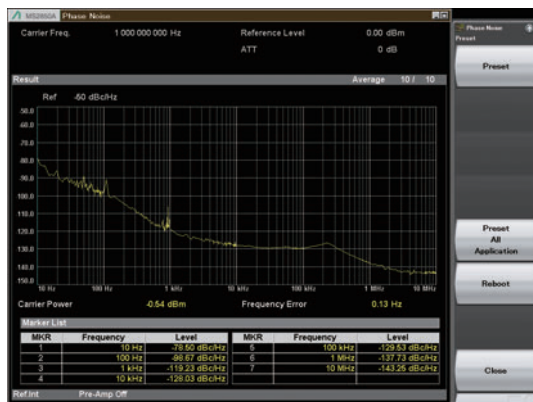 MS2850A Phase Noise
Carrier Freq. 1 000 000 000 Hz Reference Level 0.00 dBm
ATT 0 dB
Result Average 10 / 10
Ref -50 dBc/Hz
50.0
60.0
70.0
80.0
90.0
100.0
110.0
120.0
130.0
140.0
150.0
10 Hz 100 Hz 1 kHz 10 kHz 100 kHz 1 MHz 10 MHz
Carrier Power -0.54 dBm Frequency Error 0.13 Hz
Marker List
MKR Frequency Level MKR Frequency Level
1 10 Hz -78.50 dBc/Hz 5 100 kHz -129.53 dBc/Hz
2 100 Hz -98.67 dBc/Hz 6 1 MHz -137.73 dBc/Hz
3 1 kHz -119.23 dBc/Hz 7 10 MHz -143.25 dBc/Hz
4 10 kHz -128.03 dBc/Hz
Ref.Int Pre-Amp Off
Phase Noise
Preset
Preset
Preset
All
Application
Reboot
Close